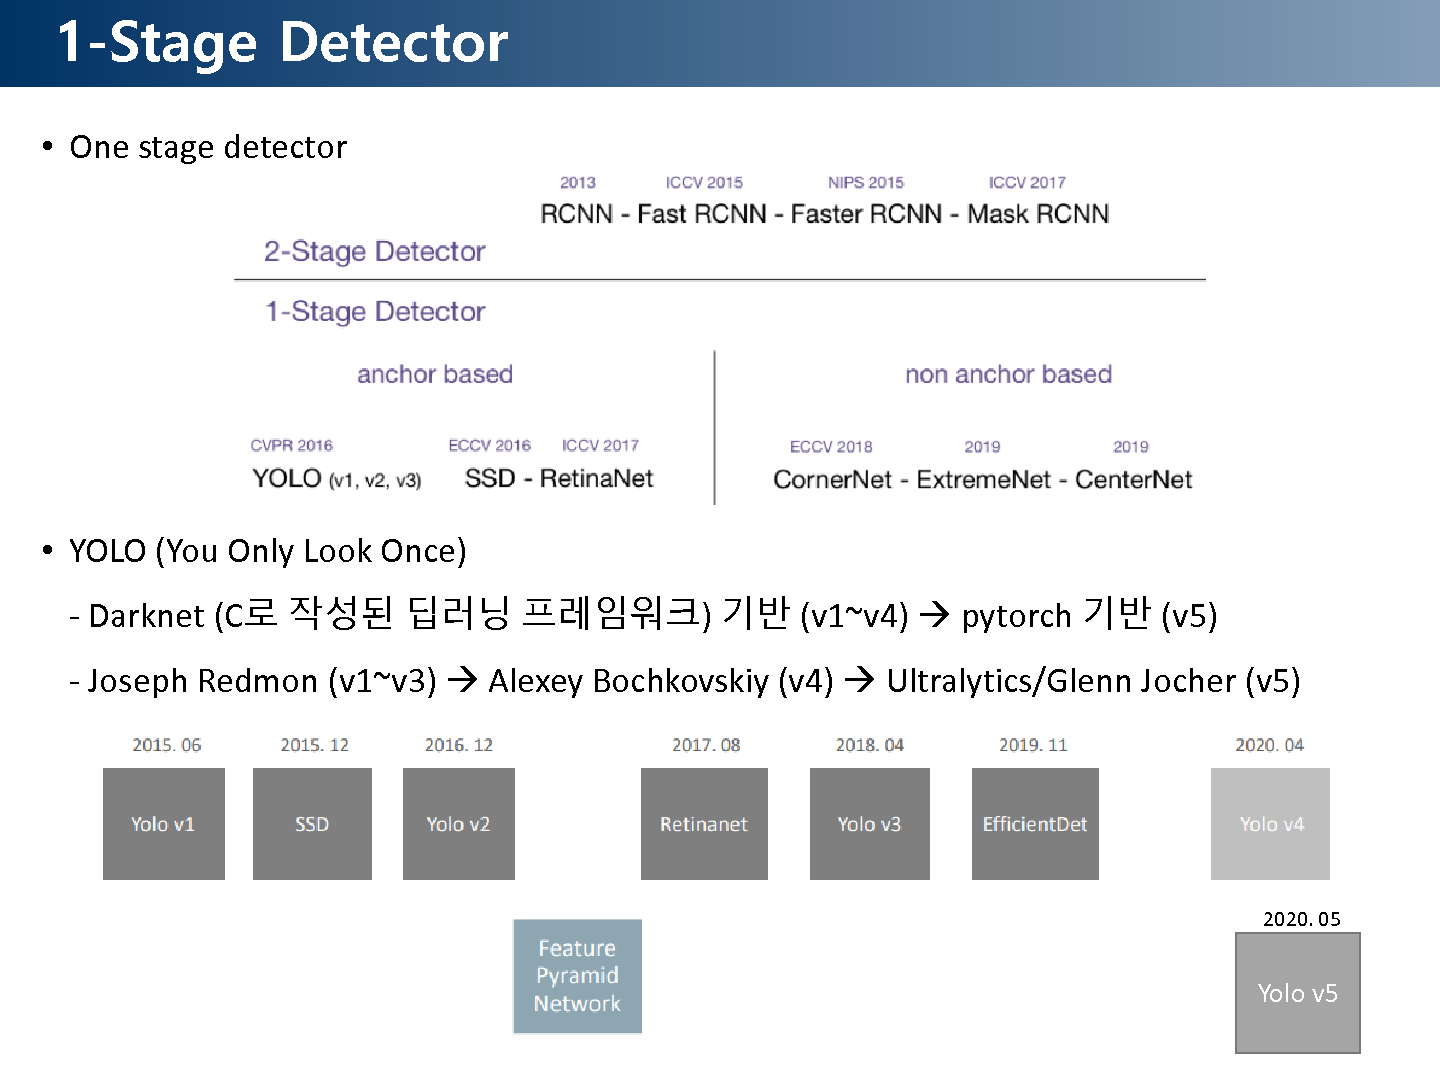 1-Stage Detector
• One stage detector
2013 ICCV 2015 NIPS 2015 ICCV 2017
RCNN - Fast RCNN - Faster RCNN - Mask RCNN
2-Stage Detector
1-Stage Detector
anchor based
non anchor based
CVPR 2016 ECCV 2016 ICCV 2017
YOLO (v1, v2, v3) SSD - RetinaNet
ECCV 2018 2019 2019
CornerNet - ExtremeNet - CenterNet
• YOLO (You Only Look Once)
- Darknet (C로 작성된 딥러닝 프레임워크) 기반 (v1~v4) → pytorch 기반 (v5)
- Joseph Redmon (v1~v3) → Alexey Bochkovskiy (v4) → Ultralytics/Glenn Jocher (v5)
2015. 06 2015. 12 2016. 12 2017. 08 2018. 04 2019. 11 2020. 04
Yolo v1 SSD Yolo v2 Retinanet Yolo v3 EfficientDet Yolo v4
Feature
Pyramid
Network
2020. 05
Yolo v5